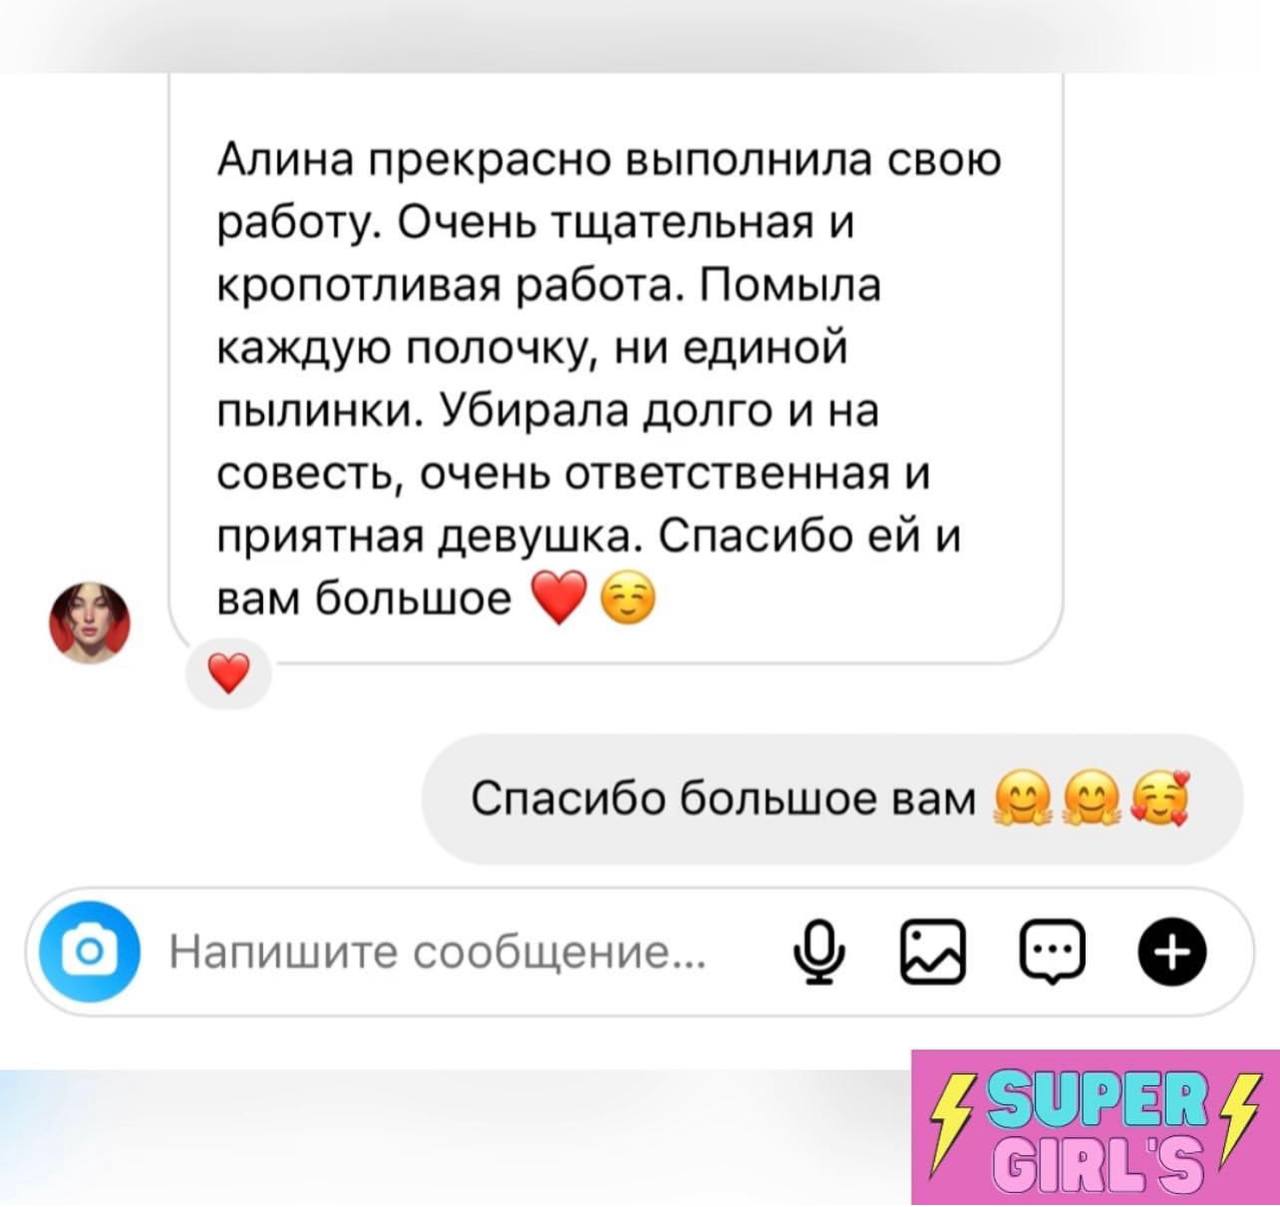 Алина прекрасно выполнила свою
работу. Очень тщательная и
кропотливая работа. Помыла
каждую полочку, ни единой
пылинки. Убирала долго и на
совесть, очень ответственная и
приятная девушка. Спасибо ей и
вам большое ❤️☺️
❤️
Спасибо большое вам 🤗🤗🥰
Напишите сообщение...
SUPER
GIRL'S